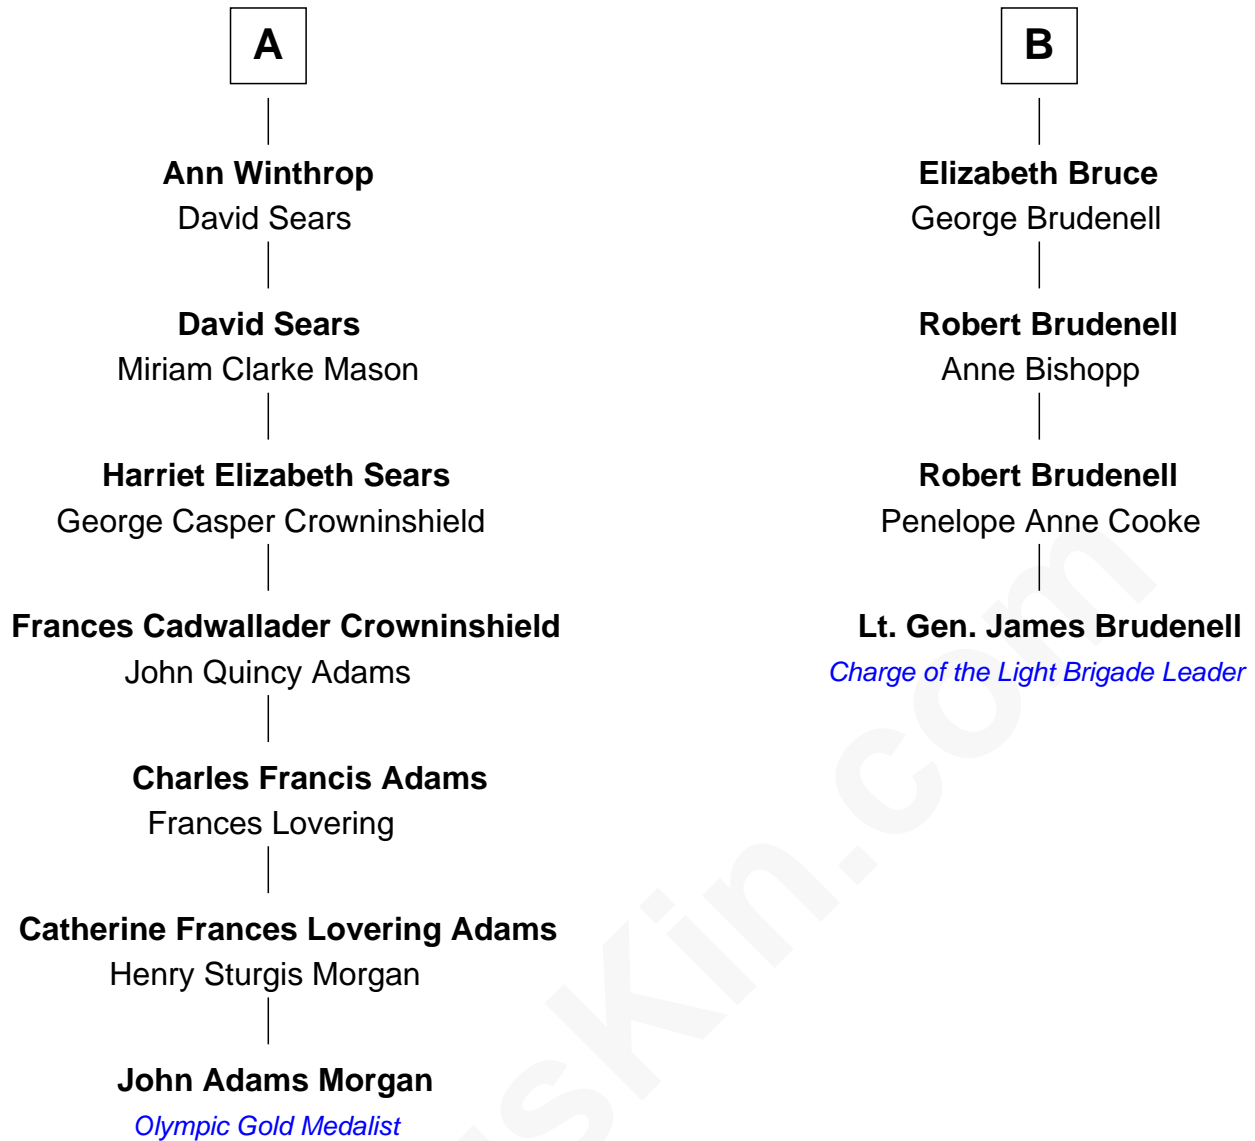 A
Ann Winthrop
David Sears
David Sears
Miriam Clarke Mason
Harriet Elizabeth Sears
George Casper Crowninshield
Frances Cadwallader Crowninshield
John Quincy Adams
Charles Francis Adams
Frances Lovering
Catherine Frances Lovering Adams
Henry Sturgis Morgan
John Adams Morgan
Olympic Gold Medalist
B
Elizabeth Bruce
George Brudenell
Robert Brudenell
Anne Bishopp
Robert Brudenell
Penelope Anne Cooke
Lt. Gen. James Brudenell
Charge of the Light Brigade Leader